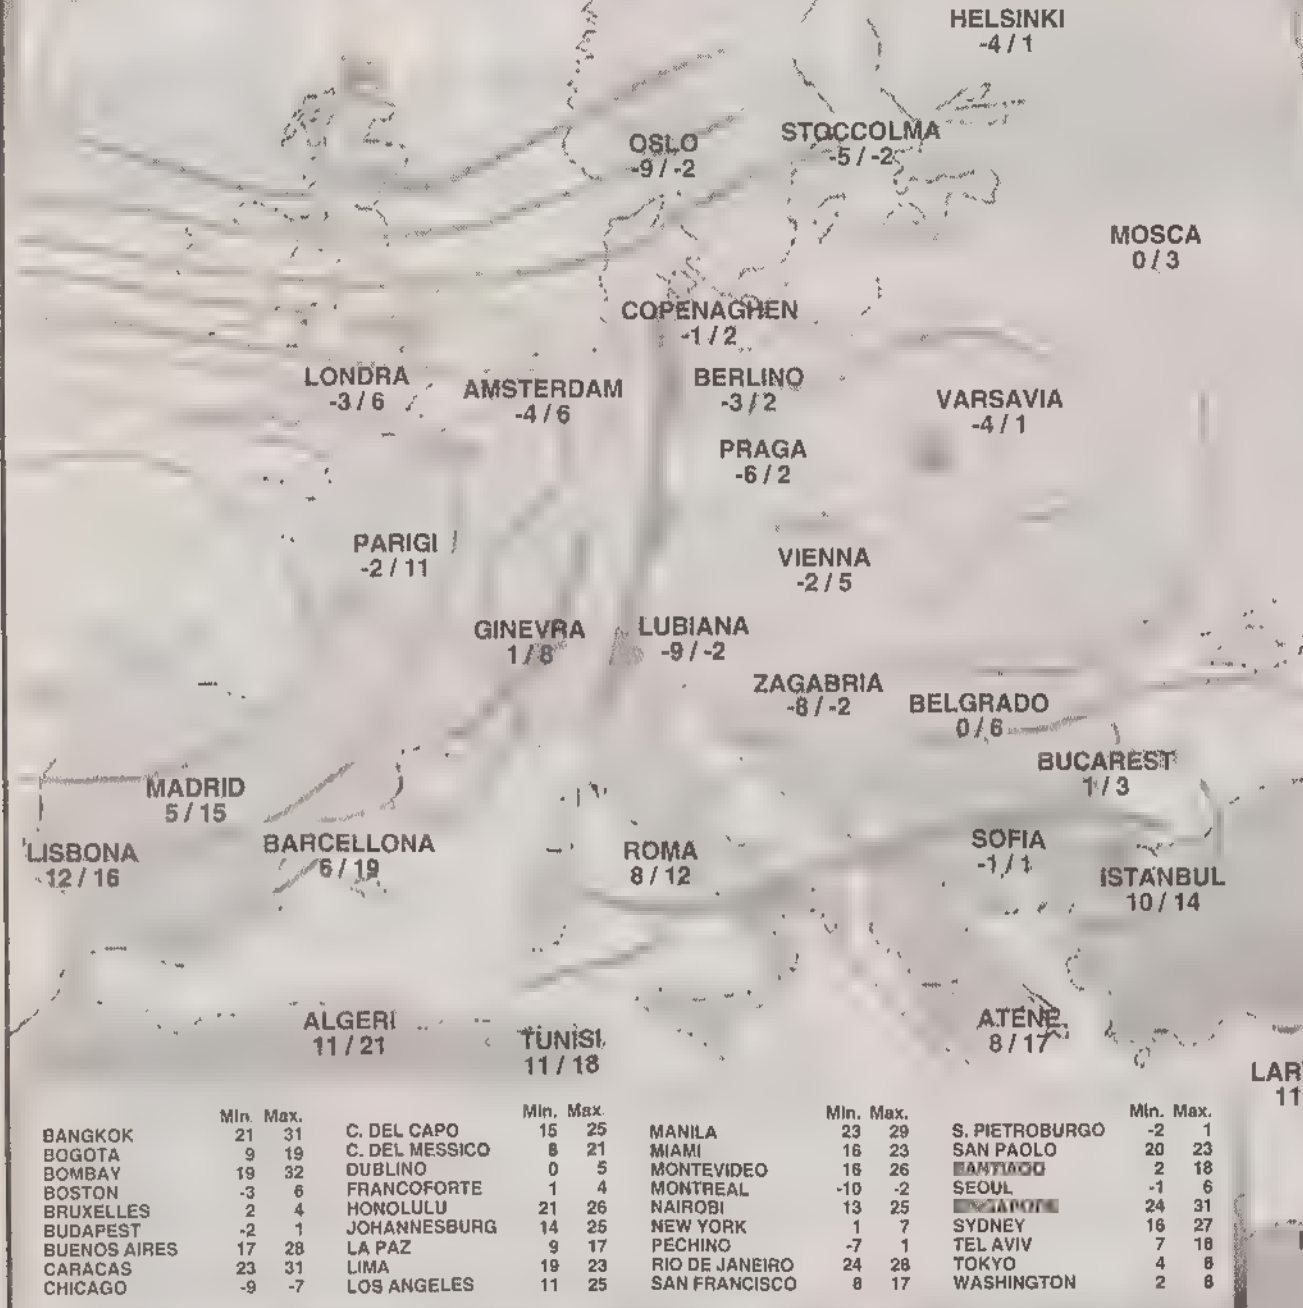 HELSINKI
-4 / 1
OSLO
-9 / -2
STOCCOLMA
-5 / -2
MOSCA
0 / 3
COPENAGHEN
-1 / 2
LONDRA
-3 / 6
AMSTERDAM
-4 / 6
BERLINO
-3 / 2
VARSAVIA
-4 / 1
PRAGA
-6 / 2
PARIGI
-2 / 11
VIENNA
-2 / 5
GINEVRA
1 / 8
LUBIANA
-9 / -2
ZAGABRIA
-8 / -2
BELGRADO
0 / 6
BUCAREST
1 / 3
MADRID
5 / 15
LISBONA
12 / 16
BARCELLONA
6 / 19
ROMA
8 / 12
SOFIA
-1 / 1
ISTANBUL
10 / 14
ALGERI
11 / 21
TUNISI
11 / 18
ATENE
8 / 17
LAR
11
Min. Max.
BANGKOK 21 31
BOGOTA 9 19
BOMBAY 19 32
BOSTON -3 6
BRUXELLES 2 4
BUDAPEST -2 1
BUENOS AIRES 17 28
CARACAS 23 31
CHICAGO -9 -7
Min. Max.
C. DEL CAPO 15 25
C. DEL MESSICO 8 21
DUBLINO 0 5
FRANCOFORTE 1 4
HONOLULU 21 26
JOHANNESBURG 14 25
LA PAZ 9 17
LIMA 19 23
LOS ANGELES 11 25
Min. Max.
MANILA 23 29
MIAMI 16 23
MONTEVIDEO 16 26
MONTREAL -10 -2
NAIROBI 13 25
NEW YORK 1 7
PECHINO -7 1
RIO DE JANEIRO 24 28
SAN FRANCISCO 8 17
Min. Max.
S. PIETROBURGO -2 1
SAN PAOLO 20 23
SANTIAGO 2 18
SEOUL -1 6
24 31
SYDNEY 16 27
TEL AVIV 7 18
TOKYO 4 8
WASHINGTON 2 8